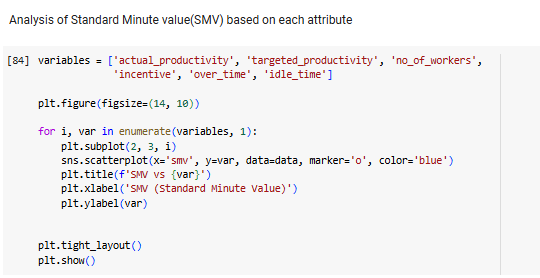 Analysis of Standard Minute value(SMV) based on each attribute
[84] variables = ['actual_productivity', 'targeted_productivity', 'no_of_workers',
'incentive', 'over_time', 'idle_time']
plt.figure(figsize=(14, 10))
for i, var in enumerate(variables, 1):
plt.subplot(2, 3, i)
sns.scatterplot(x='smv', y=var, data=data, marker='o', color='blue')
plt.title(f'SMV vs {var}')
plt.xlabel('SMV (Standard Minute Value)')
plt.ylabel(var)
plt.tight_layout()
plt.show()